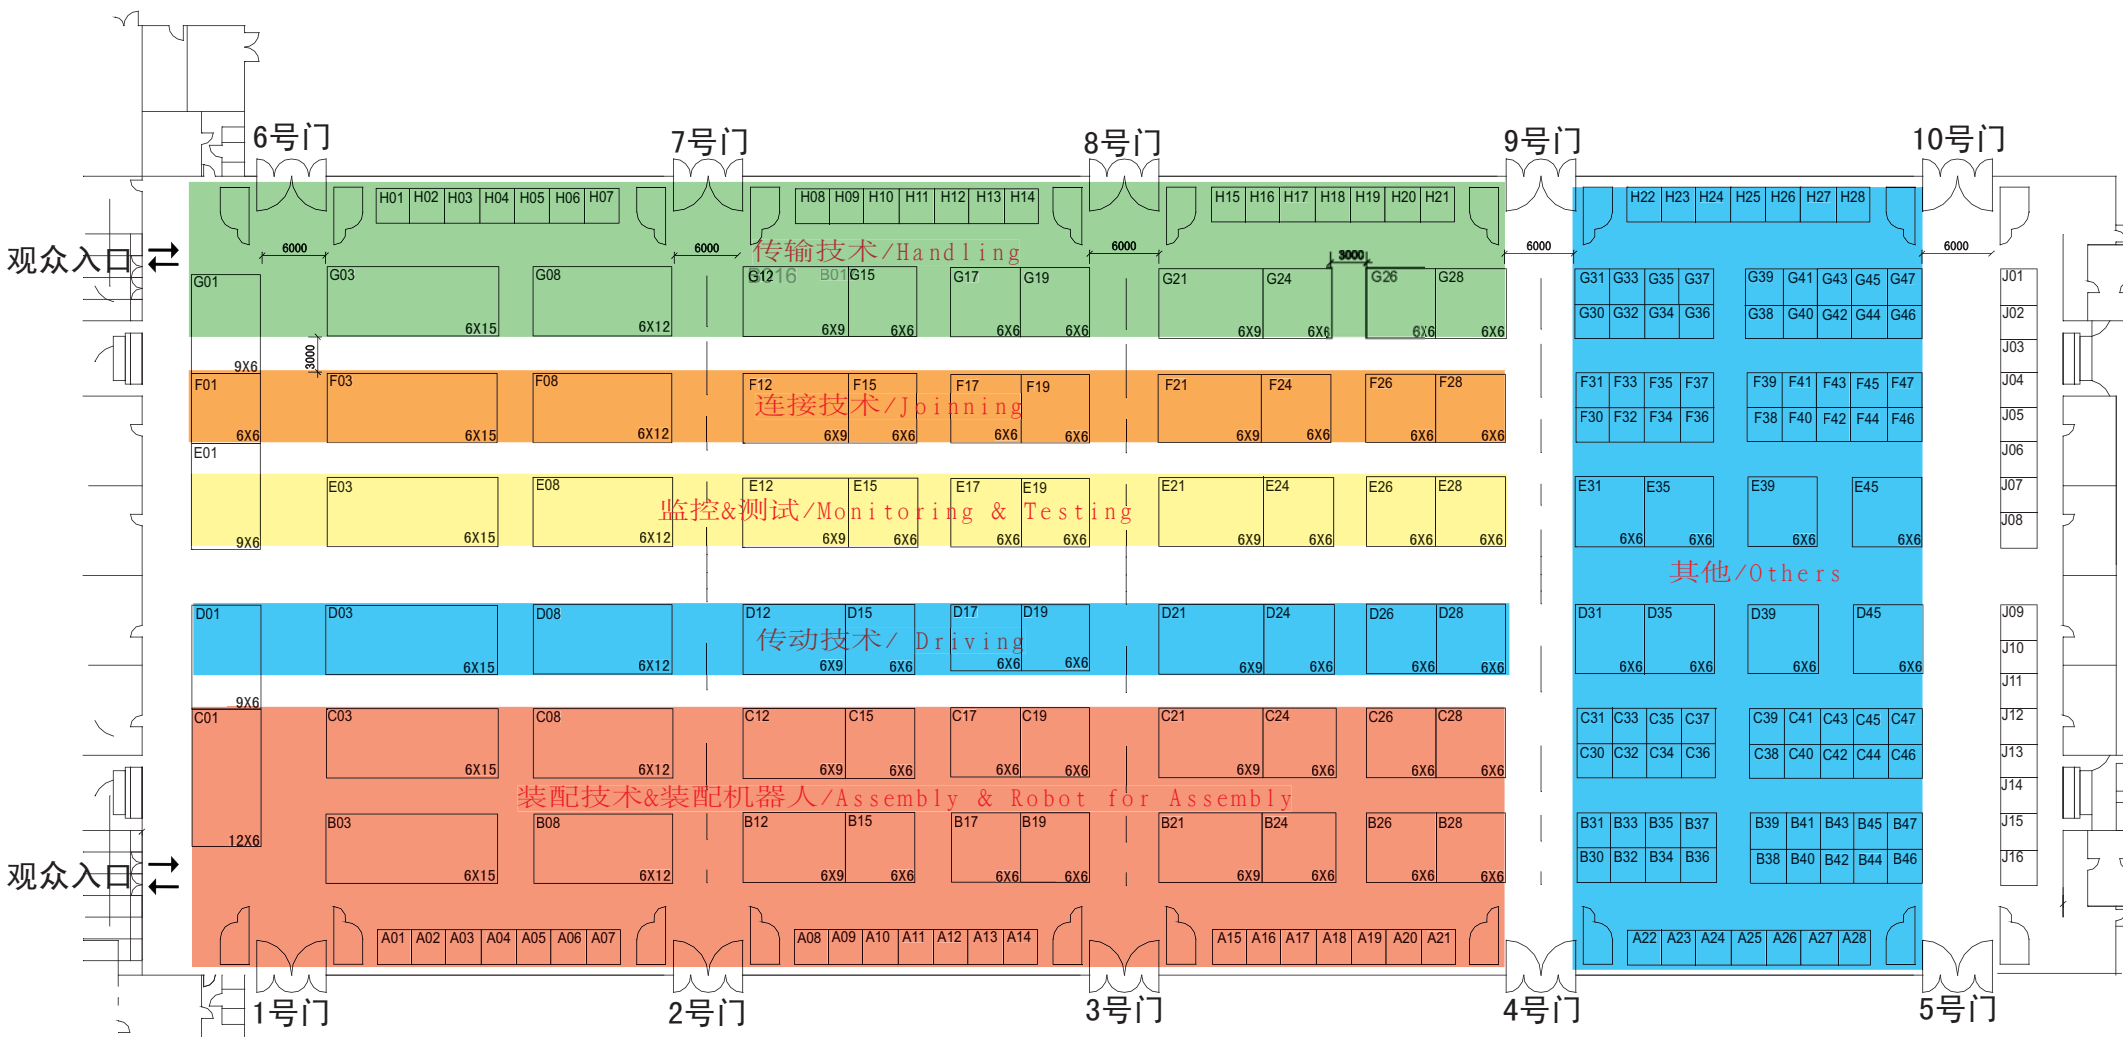 6号门 7号门 8号门 9号门 10号门
H01 H02 H03 H04 H05 H06 H07 H08 H09 H10 H11 H12 H13 H14 H15 H16 H17 H18 H19 H20 H21 H22 H23 H24 H25 H26 H27 H28
观众入口
6000 6000 6000 3000 6000 6000
传输技术/Handling
G01 G03 G08 G12 G15 G17 G19 G21 G24 G26 G28 G31 G33 G35 G37 G39 G41 G43 G45 G47 J01
G30 G32 G34 G36 G38 G40 G42 G44 G46 J02
6X15 6X12 6X9 6X6 6X6 6X6 6X9 6X6 6X6 6X6
3000
J03
9X6
F01 F03 F08 F12 F15 F17 F19 F21 F24 F26 F28 F31 F33 F35 F37 F39 F41 F43 F45 F47 J04
连接技术/Joinning
F30 F32 F34 F36 F38 F40 F42 F44 F46 J05
6X6 6X15 6X12 6X9 6X6 6X6 6X6 6X9 6X6 6X6 6X6
E01 J06
E03 E08 E12 E15 E17 E19 E21 E24 E26 E28 E31 E35 E39 E45 J07
监控&测试/Monitoring & Testing
J08
9X6 6X15 6X12 6X9 6X6 6X6 6X6 6X9 6X6 6X6 6X6 6X6 6X6 6X6 6X6
其他/Others
D01 D03 D08 D12 D15 D17 D19 D21 D24 D26 D28 D31 D35 D39 D45 J09
传动技术/ Driving
J10
6X15 6X12 6X9 6X6 6X6 6X6 6X9 6X6 6X6 6X6 6X6 6X6 6X6 6X6
J11
9X6
C01 C03 C08 C12 C15 C17 C19 C21 C24 C26 C28 C31 C33 C35 C37 C39 C41 C43 C45 C47 J12
C30 C32 C34 C36 C38 C40 C42 C44 C46 J13
6X15 6X12 6X9 6X6 6X6 6X6 6X9 6X6 6X6 6X6
J14
装配技术&装配机器人/Assembly & Robot for Assembly
B03 B08 B12 B15 B17 B19 B21 B24 B26 B28 B31 B33 B35 B37 B39 B41 B43 B45 B47 J15
12X6
B30 B32 B34 B36 B38 B40 B42 B44 B46 J16
6X15 6X12 6X9 6X6 6X6 6X6 6X9 6X6 6X6 6X6
观众入口
A01 A02 A03 A04 A05 A06 A07 A08 A09 A10 A11 A12 A13 A14 A15 A16 A17 A18 A19 A20 A21 A22 A23 A24 A25 A26 A27 A28
1号门 2号门 3号门 4号门 5号门